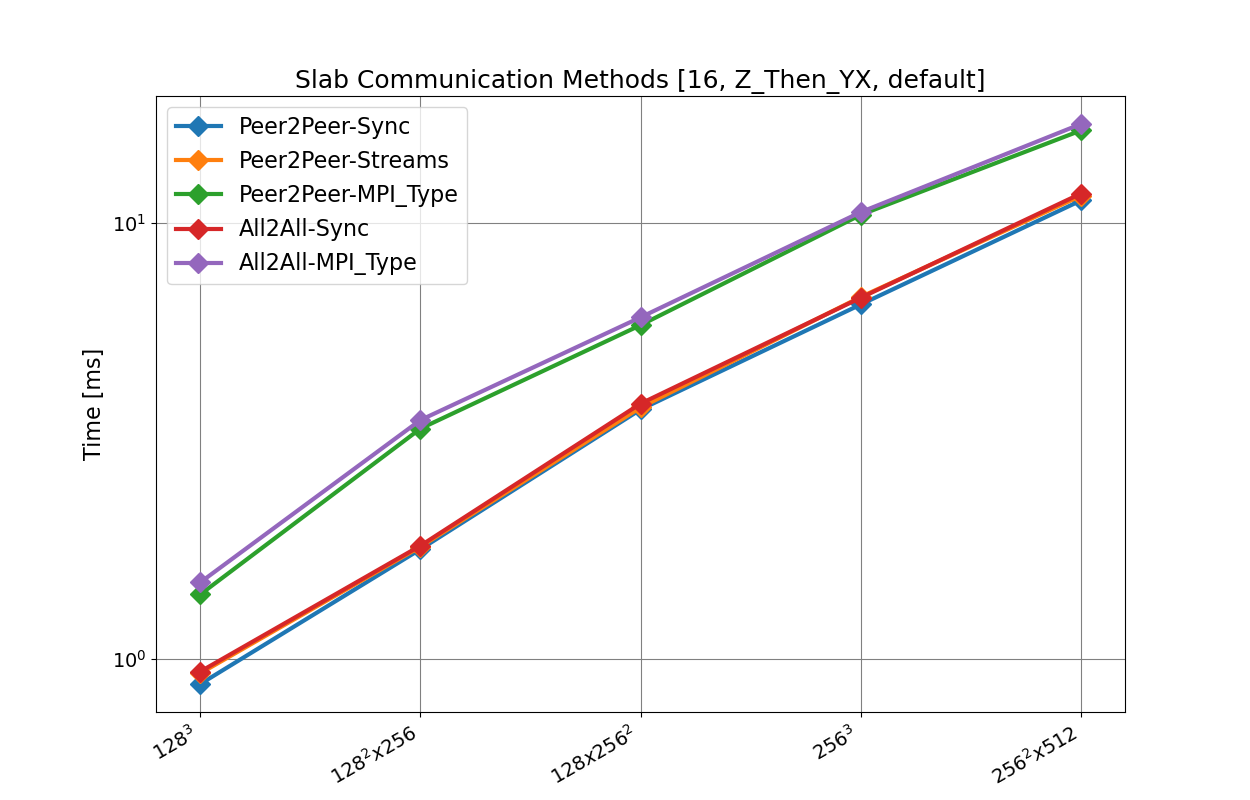 Slab Communication Methods [16, Z_Then_YX, default]
Peer2Peer-Sync
Peer2Peer-Streams
Peer2Peer-MPI_Type
All2All-Sync
All2All-MPI_Type
Time [ms]
10¹
10⁰
128³
128²x256
128x256²
256³
256²x512